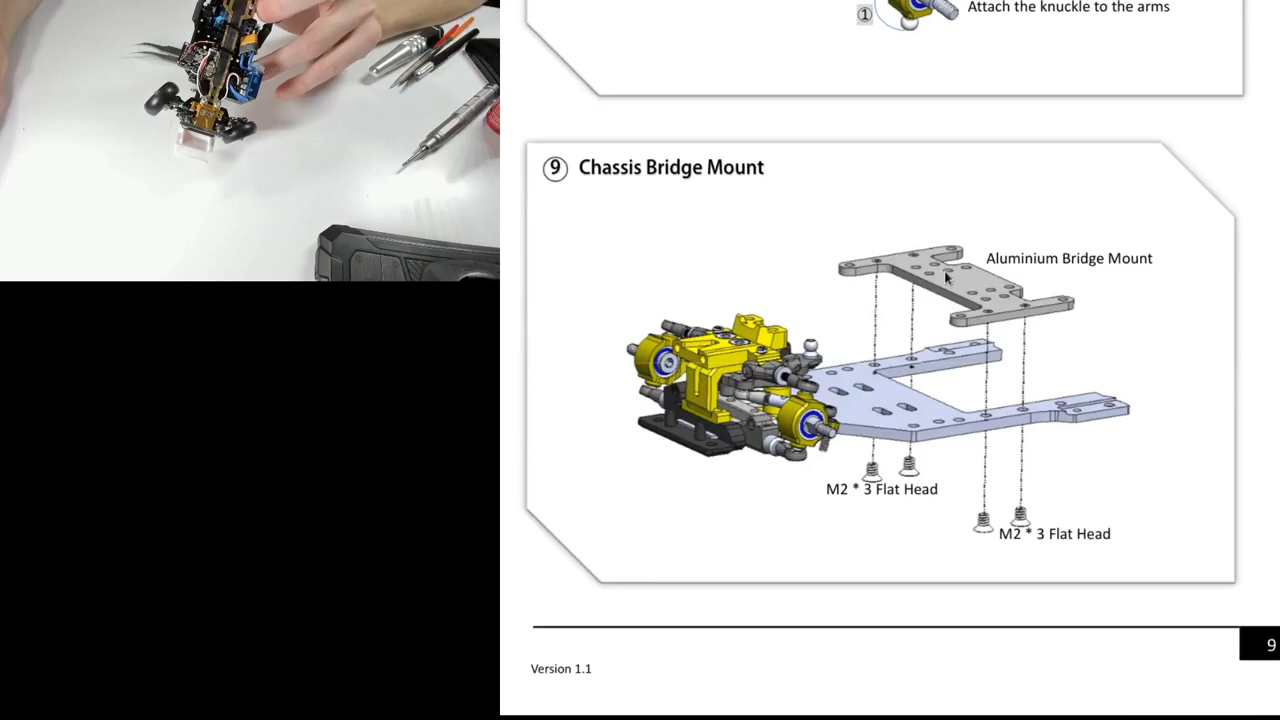 ① Attach the knuckle to the arms
⑨ Chassis Bridge Mount
Aluminium Bridge Mount
M2 * 3 Flat Head
M2 * 3 Flat Head
9
Version 1.1